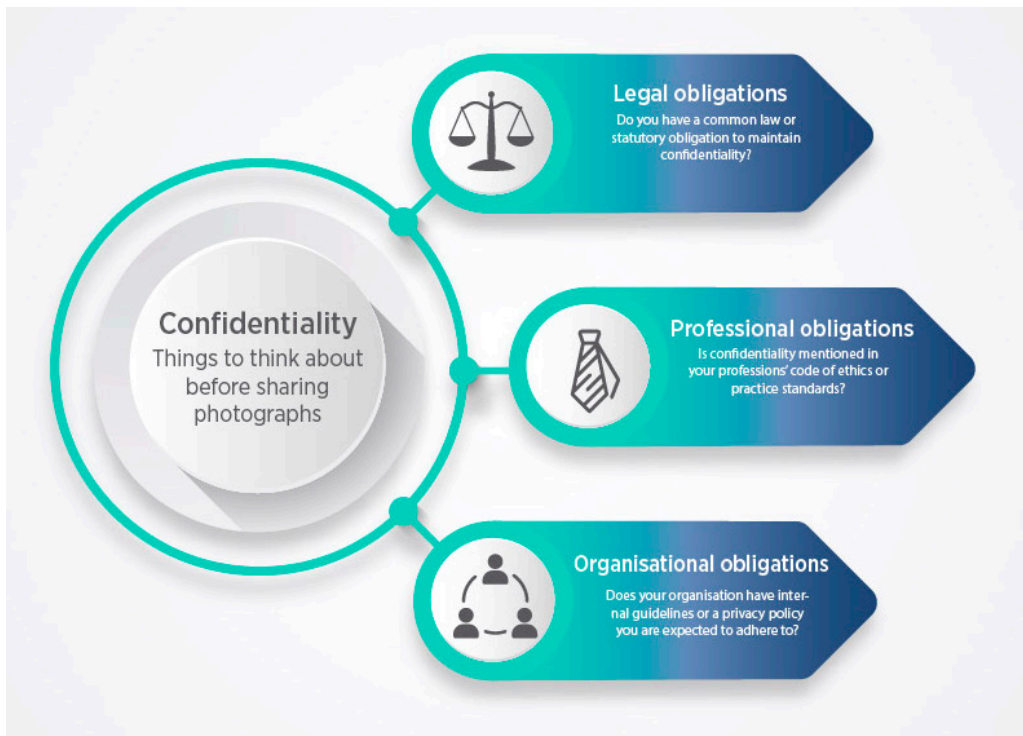 Confidentiality
Things to think about
before sharing
photographs
Legal obligations
Do you have a common law or
statutory obligation to maintain
confidentiality?
Professional obligations
Is confidentiality mentioned in
your professions' code of ethics or
practice standards?
Organisational obligations
Does your organisation have inter-
nal guidelines or a privacy policy
you are expected to adhere to?